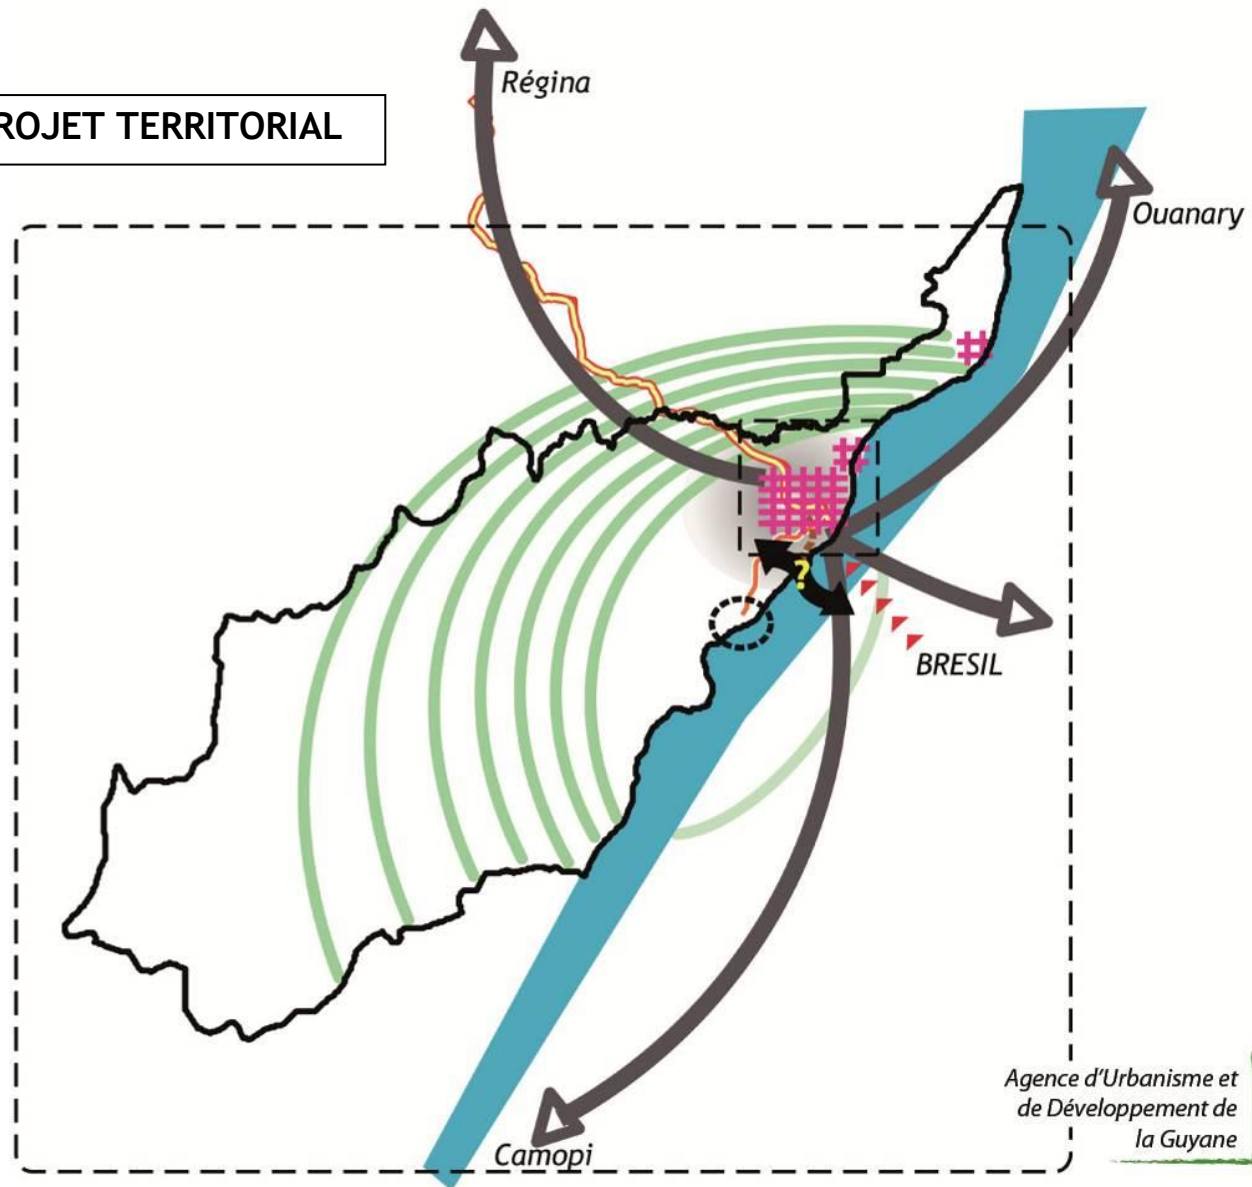 Régina
ROJET TERRITORIAL
Ouanary
?
BRESIL
Agence d'Urbanisme et
de Développement de
la Guyane
Camopi